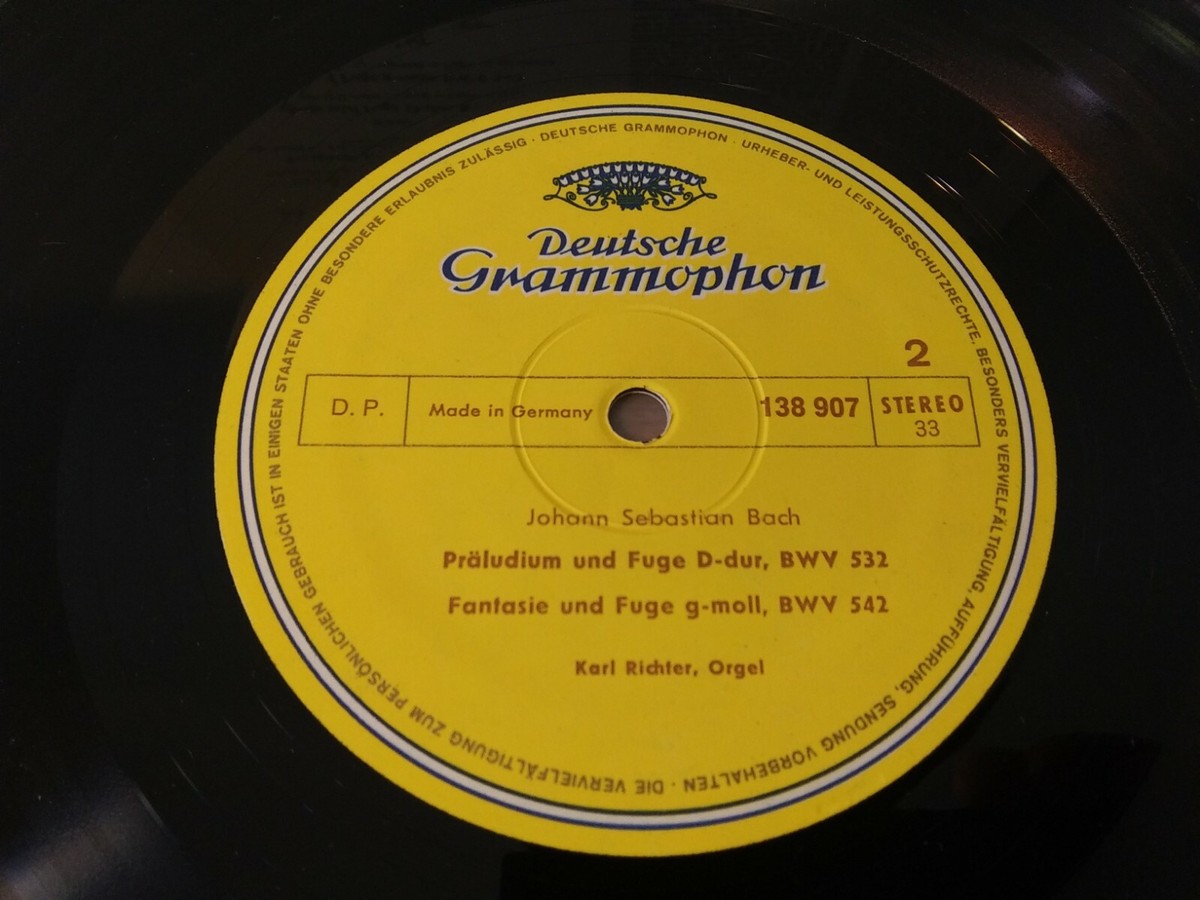 DEUTSCHE GRAMMOPHON · URHEBER- UND LEISTUNGSSCHUTZRECHTE, BESONDERS VERVIELFÄLTIGUNG, AUFFÜHRUNG, SENDUNG VORBEHALTEN · DIE VERVIELFÄLTIGUNG ZUM PERSÖNLICHEN GEBRAUCH IST IN EINIGEN STAATEN OHNE BESONDERE ERLAUBNIS ZULÄSSIG ·
Deutsche
Grammophon
2
D. P. Made in Germany 138 907 STEREO
33
Johann Sebastian Bach
Präludium und Fuge D-dur, BWV 532
Fantasie und Fuge g-moll, BWV 542
Karl Richter, Orgel